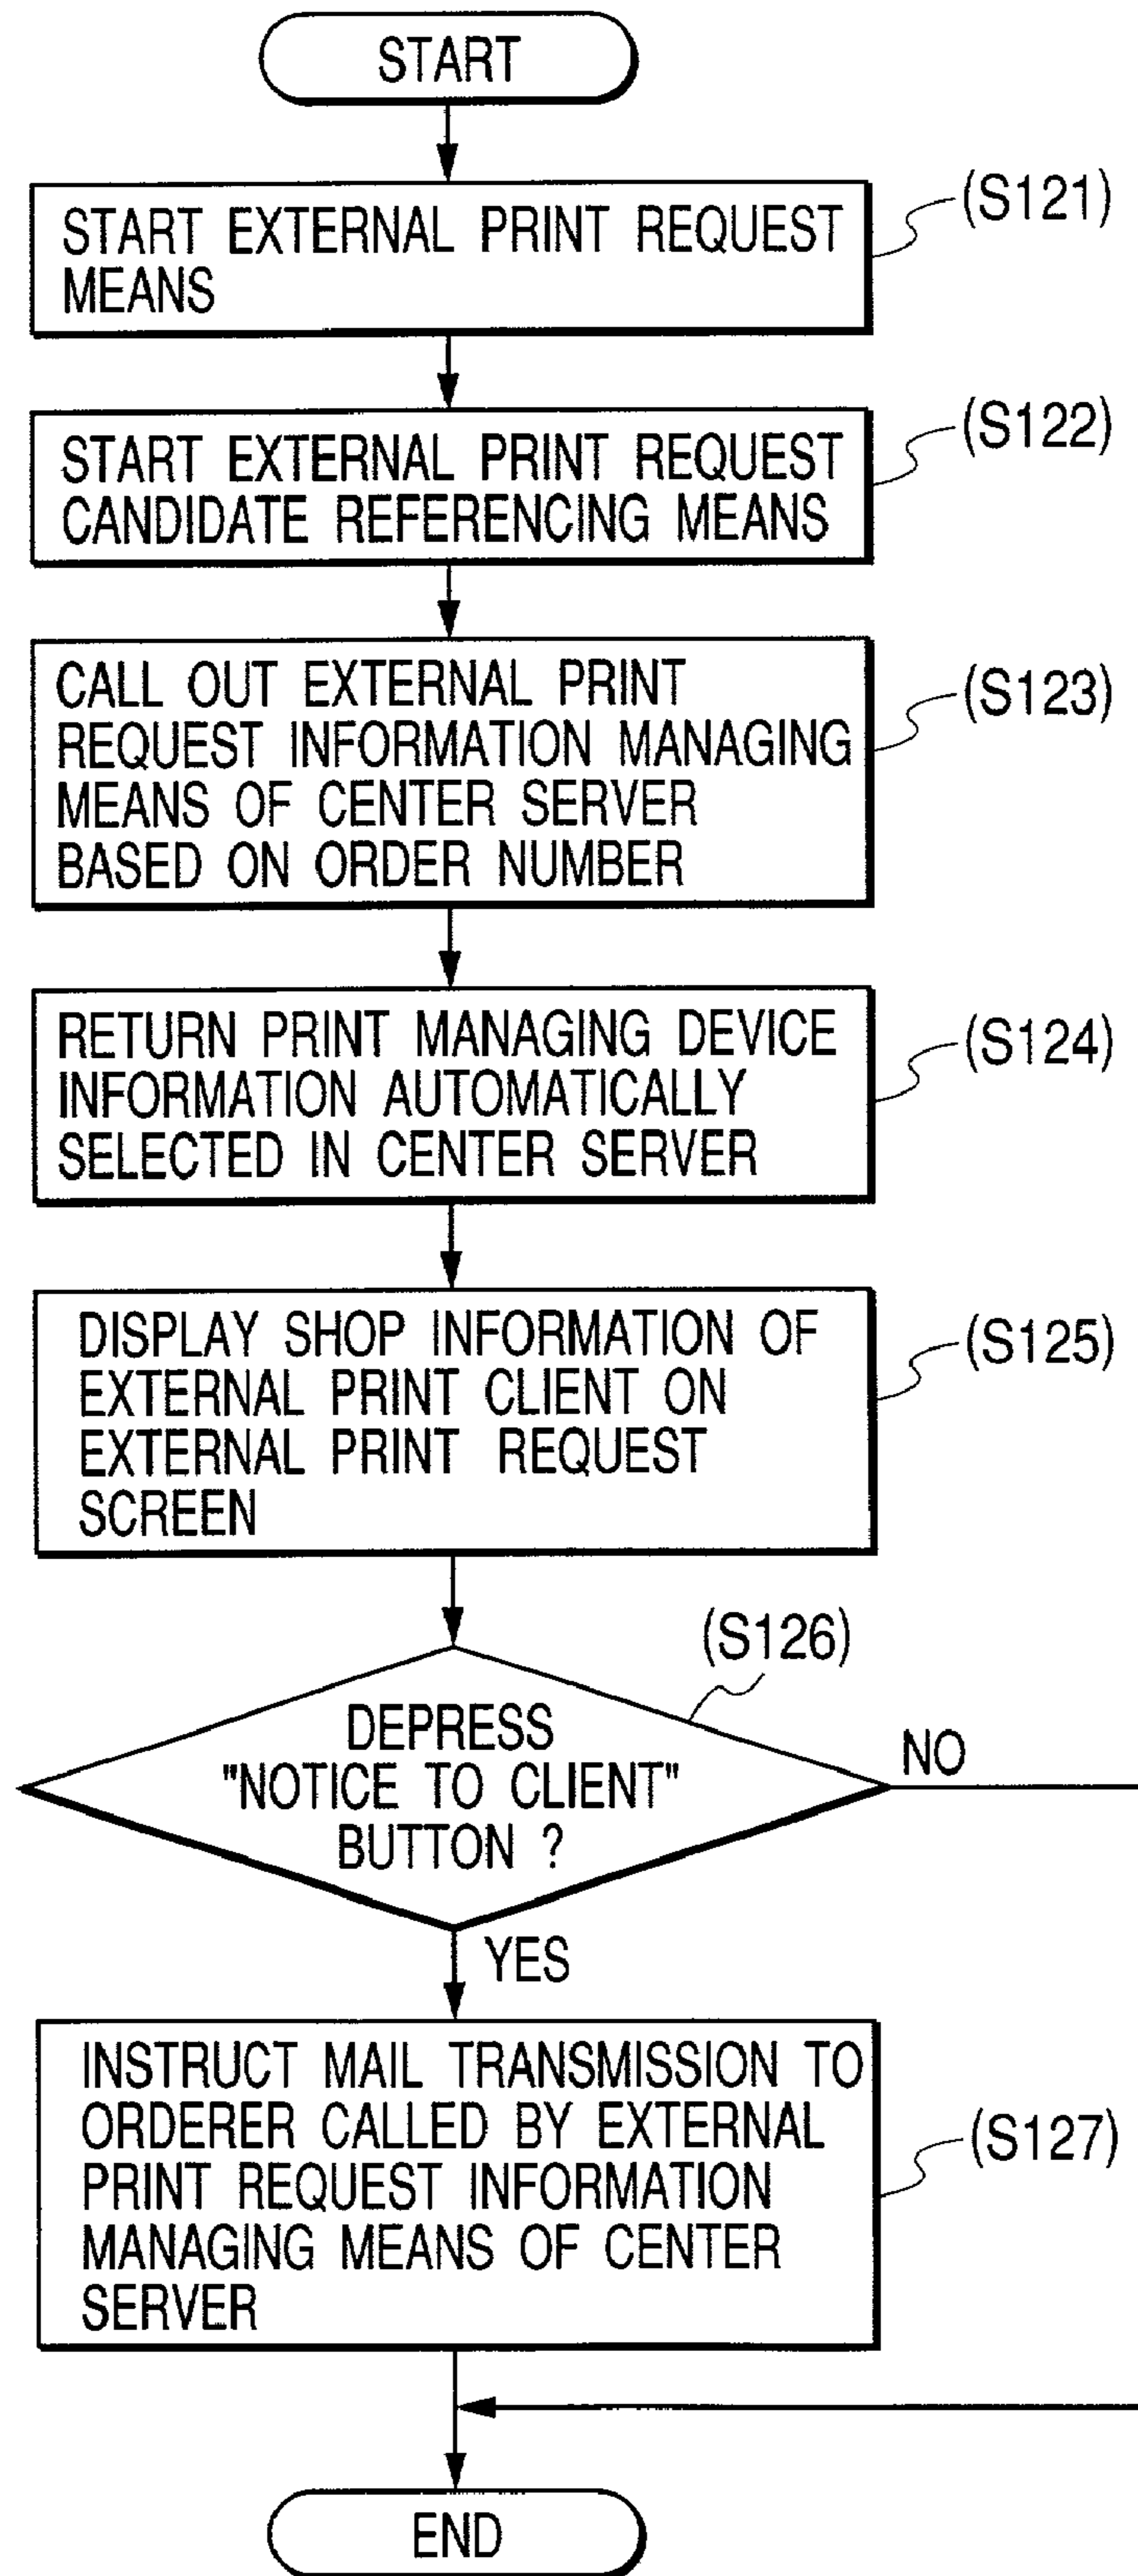 START
START EXTERNAL PRINT REQUEST
MEANS
(S121)
START EXTERNAL PRINT REQUEST
CANDIDATE REFERENCING MEANS
(S122)
CALL OUT EXTERNAL PRINT
REQUEST INFORMATION MANAGING
MEANS OF CENTER SERVER
BASED ON ORDER NUMBER
(S123)
RETURN PRINT MANAGING DEVICE
INFORMATION AUTOMATICALLY
SELECTED IN CENTER SERVER
(S124)
DISPLAY SHOP INFORMATION OF
EXTERNAL PRINT CLIENT ON
EXTERNAL PRINT REQUEST
SCREEN
(S125)
(S126)
DEPRESS
"NOTICE TO CLIENT"
BUTTON ?
NO
YES
INSTRUCT MAIL TRANSMISSION TO
ORDERER CALLED BY EXTERNAL
PRINT REQUEST INFORMATION
MANAGING MEANS OF CENTER
SERVER
(S127)
END